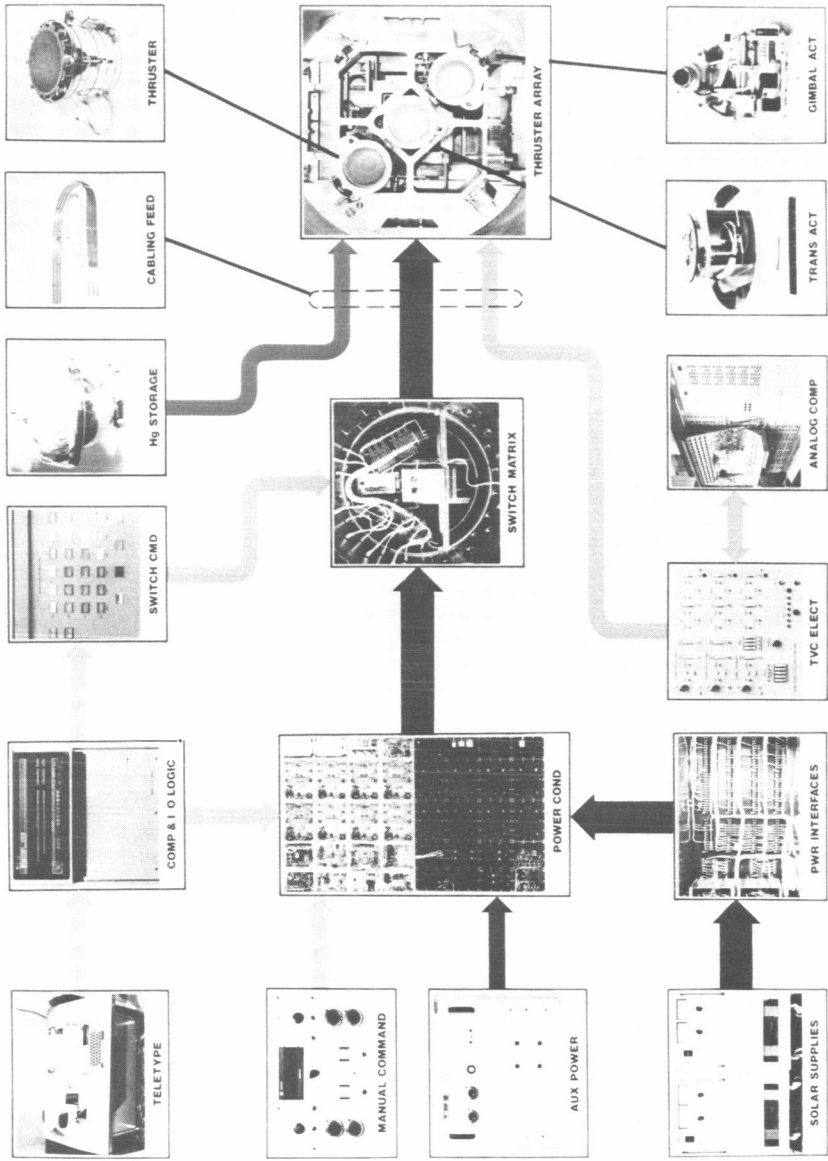 THRUSTER
CABLING FEED
Hg STORAGE
SWITCH CMD
COMP & I O LOGIC
TELETYPE
THRUSTER ARRAY
SWITCH MATRIX
POWER COND
MANUAL COMMAND
AUX POWER
GIMBAL ACT
TRANS ACT
ANALOG COMP
TVC ELECT
PWR INTERFACES
SOLAR SUPPLIES